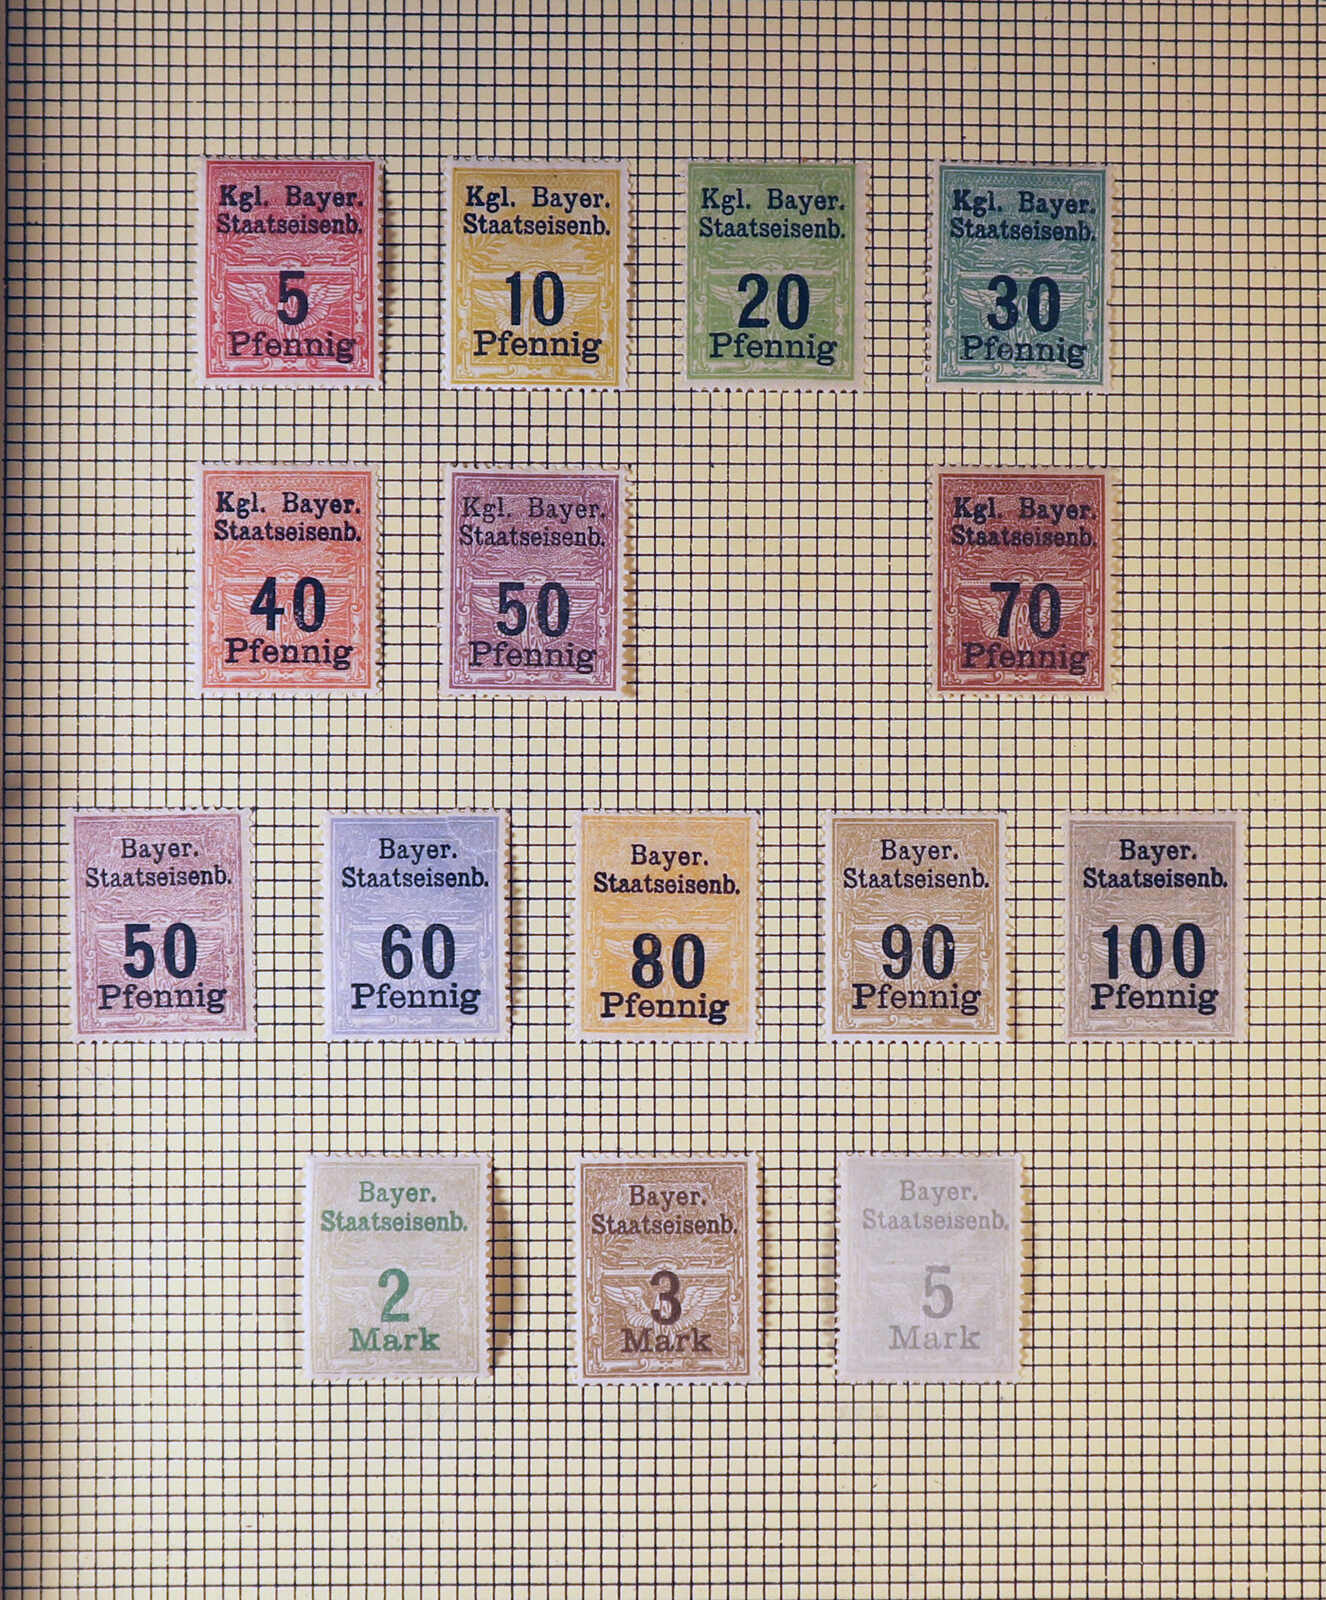 Kgl. Bayer.
Staatseisenb.
5
Pfennig
Kgl. Bayer.
Staatseisenb.
10
Pfennig
Kgl. Bayer.
Staatseisenb.
20
Pfennig
Kgl. Bayer.
Staatseisenb.
30
Pfennig
Kgl. Bayer.
Staatseisenb.
40
Pfennig
Kgl. Bayer.
Staatseisenb.
50
Pfennig
Kgl. Bayer.
Staatseisenb.
70
Pfennig
Bayer.
Staatseisenb.
50
Pfennig
Bayer.
Staatseisenb.
60
Pfennig
Bayer.
Staatseisenb.
80
Pfennig
Bayer.
Staatseisenb.
90
Pfennig
Bayer.
Staatseisenb.
100
Pfennig
Bayer.
Staatseisenb.
2
Mark
Bayer.
Staatseisenb.
3
Mark
Bayer.
Staatseisenb.
5
Mark